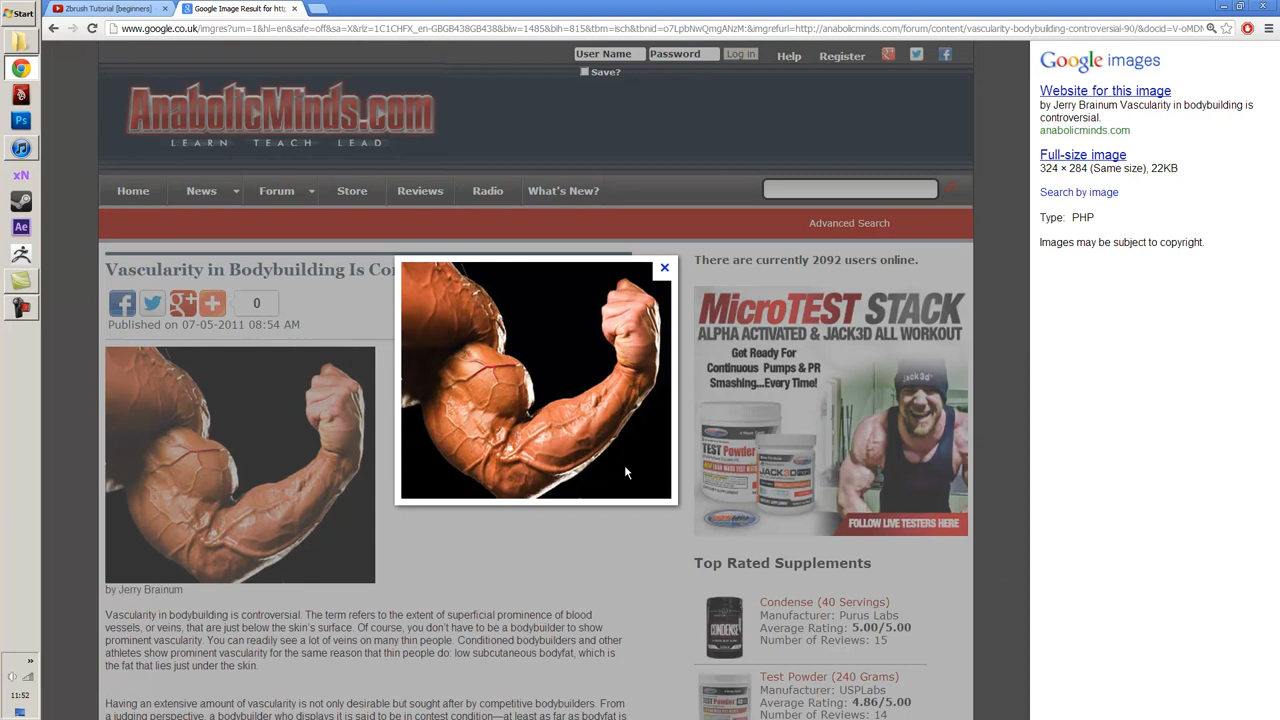 Start
Zbrush Tutorial [beginners]
Google Image Result for htt
www.google.co.uk/imgres?um=1&hl=en&safe=off&sa=X&rlz=1C1CHFX_en-GBGB438GB438&biw=1485&bih=815&tbm=isch&tbnid=o7LpbNwQmgANzM:&imgrefurl=http://anabolicminds.com/forum/content/vascularity-bodybuilding-controversial-90/&docid=V-oMDN
User Name
Password
Log in
Help
Register
Save?
AnabolicMinds.com
LEARN TEACH LEAD
Home
News
Forum
Store
Reviews
Radio
What's New?
Advanced Search
Vascularity in Bodybuilding Is Co
0
Published on 07-05-2011 08:54 AM
by Jerry Brainum
Vascularity in bodybuilding is controversial. The term refers to the extent of superficial prominence of blood
vessels, or veins, that are just below the skin's surface. Of course, you don't have to be a bodybuilder to show
prominent vascularity. You can readily see a lot of veins on many thin people. Conditioned bodybuilders and other
athletes show prominent vascularity for the same reason that thin people do: low subcutaneous bodyfat, which is
the fat that lies just under the skin.
Having an extensive amount of vascularity is not only desirable but sought after by competitive bodybuilders. From
a judging perspective, a bodybuilder who displays it is said to be in contest condition—at least as far as bodyfat is
There are currently 2092 users online.
MicroTEST STACK
ALPHA ACTIVATED & JACK3D ALL WORKOUT
Get Ready For
Continuous Pumps & PR
Smashing...Every Time!
jack3d
TEST Powder
JACK3D
FOLLOW LIVE TESTERS HERE
Top Rated Supplements
CONDENSE
Condense (40 Servings)
Manufacturer: Purus Labs
Average Rating: 5.00/5.00
Number of Reviews: 15
Test Powder (240 Grams)
Manufacturer: USPLabs
Average Rating: 4.86/5.00
Number of Reviews: 14
Google images
Website for this image
by Jerry Brainum Vascularity in bodybuilding is
controversial.
anabolicminds.com
Full-size image
324 × 284 (Same size), 22KB
Search by image
Type: PHP
Images may be subject to copyright.
Ps
xN
Ae
11:52